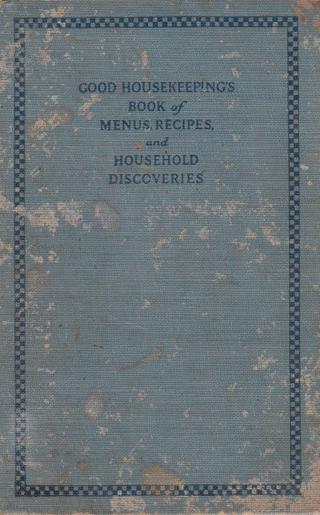 GOOD HOUSEKEEPING'S
BOOK of
MENUS, RECIPES,
and
HOUSEHOLD
DISCOVERIES